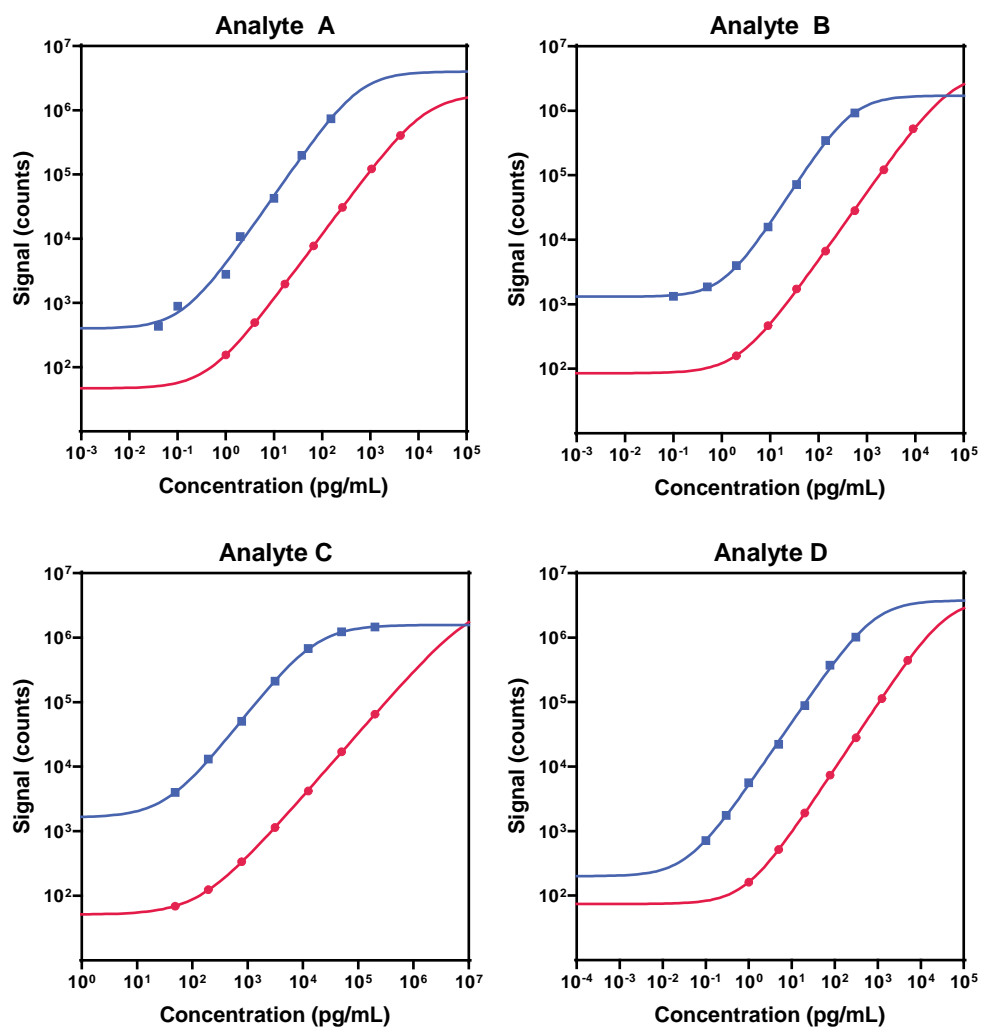 Analyte A
Signal (counts)
10⁷
10⁶
10⁵
10⁴
10³
10²
10⁻³ 10⁻² 10⁻¹ 10⁰ 10¹ 10² 10³ 10⁴ 10⁵
Concentration (pg/mL)
Analyte B
Signal (counts)
10⁷
10⁶
10⁵
10⁴
10³
10²
10⁻³ 10⁻² 10⁻¹ 10⁰ 10¹ 10² 10³ 10⁴ 10⁵
Concentration (pg/mL)
Analyte C
Signal (counts)
10⁷
10⁶
10⁵
10⁴
10³
10²
10⁰ 10¹ 10² 10³ 10⁴ 10⁵ 10⁶ 10⁷
Concentration (pg/mL)
Analyte D
Signal (counts)
10⁷
10⁶
10⁵
10⁴
10³
10²
10⁻⁴ 10⁻³ 10⁻² 10⁻¹ 10⁰ 10¹ 10² 10³ 10⁴ 10⁵
Concentration (pg/mL)